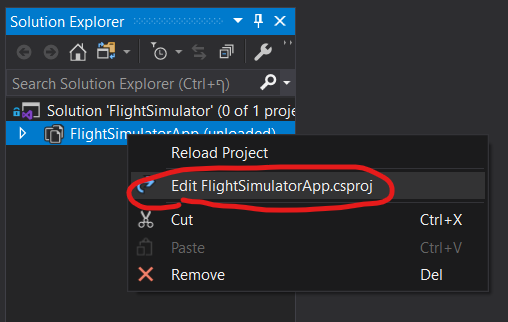 Solution Explorer
Search Solution Explorer (Ctrl+ף)
Solution 'FlightSimulator' (0 of 1 proje
FlightSimulatorApp (unloaded)
Reload Project
Edit FlightSimulatorApp.csproj
Cut Ctrl+X
Paste Ctrl+V
Remove Del